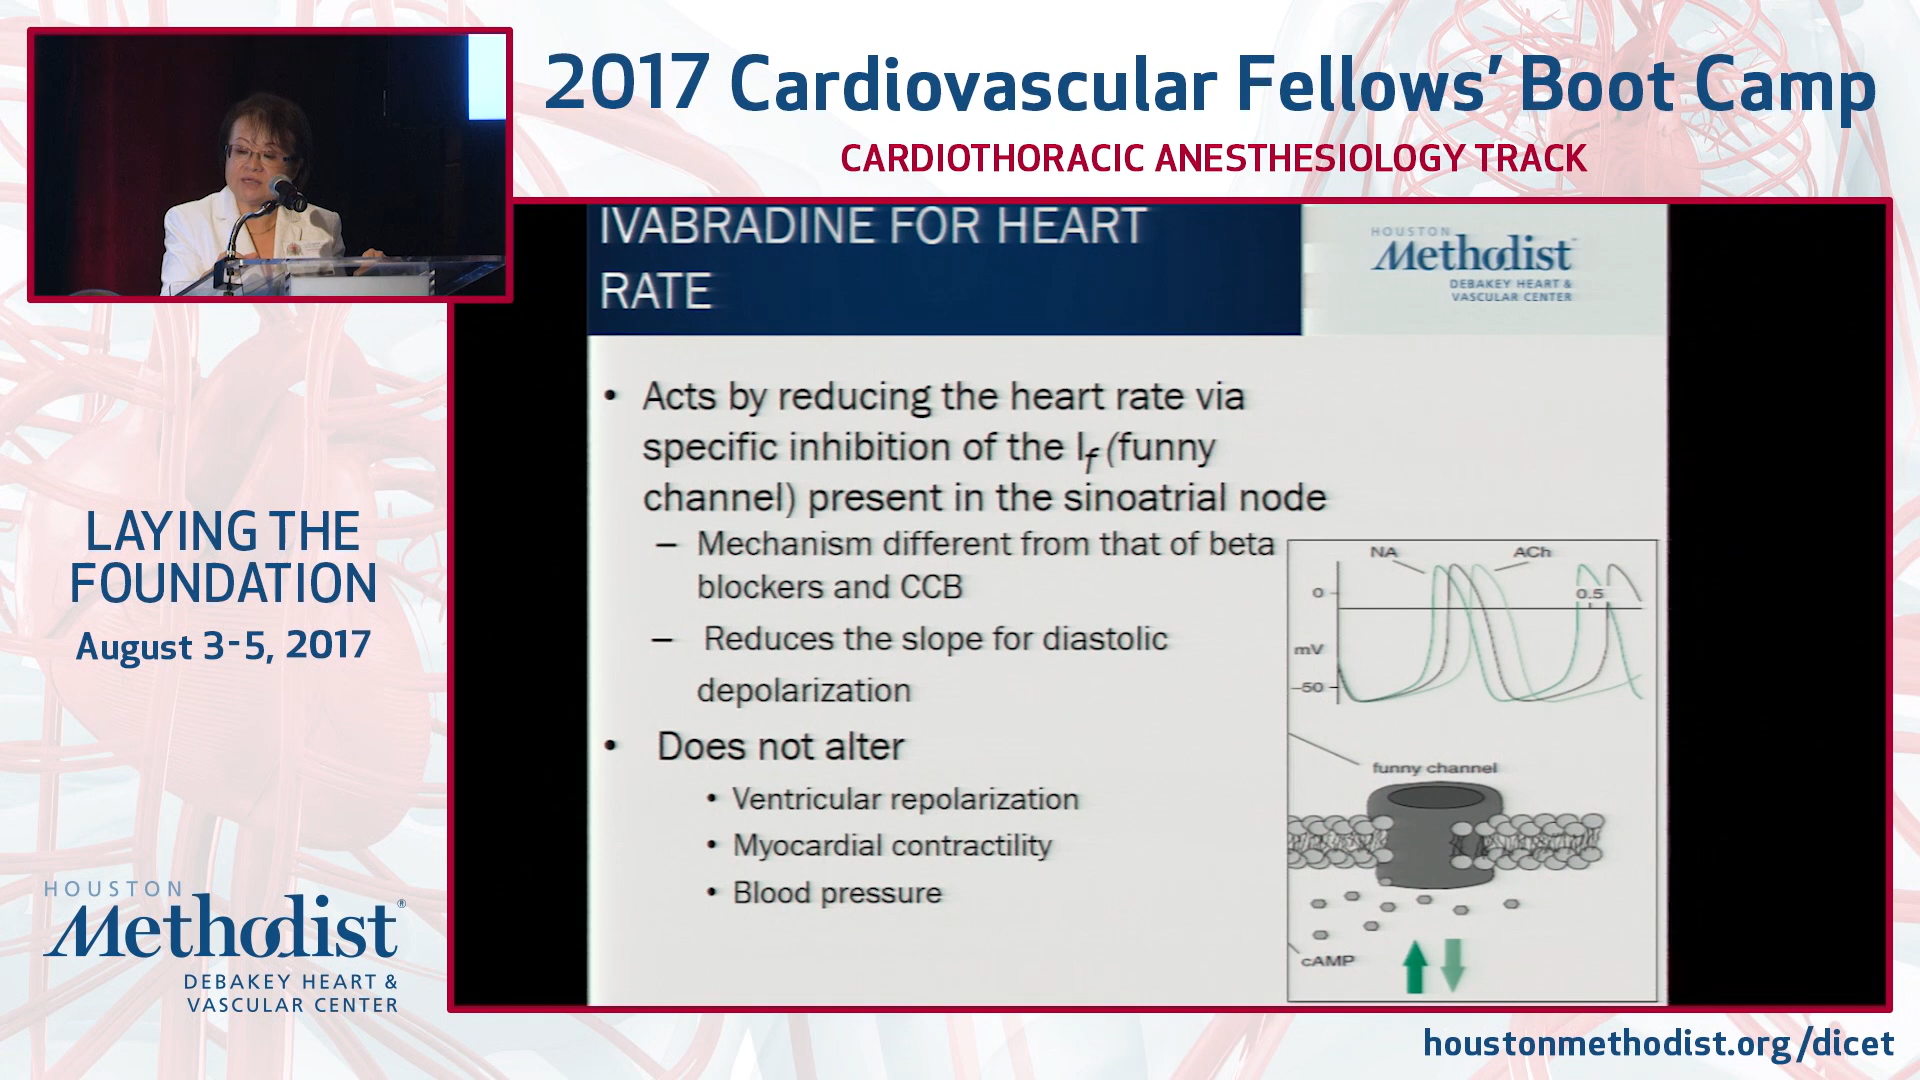 2017 Cardiovascular Fellows’ Boot Camp
CARDIOTHORACIC ANESTHESIOLOGY TRACK
IVABRADINE FOR HEART
RATE
HOUSTON
Methodist
DEBAKEY HEART &
VASCULAR CENTER
• Acts by reducing the heart rate via
specific inhibition of the If (funny
channel) present in the sinoatrial node
– Mechanism different from that of beta
blockers and CCB
– Reduces the slope for diastolic
depolarization
• Does not alter
• Ventricular repolarization
• Myocardial contractility
• Blood pressure
NA
ACh
0
0.5
mV
–50
funny channel
cAMP
LAYING THE
FOUNDATION
August 3-5, 2017
HOUSTON
Methodist®
DEBAKEY HEART &
VASCULAR CENTER
houstonmethodist.org/dicet